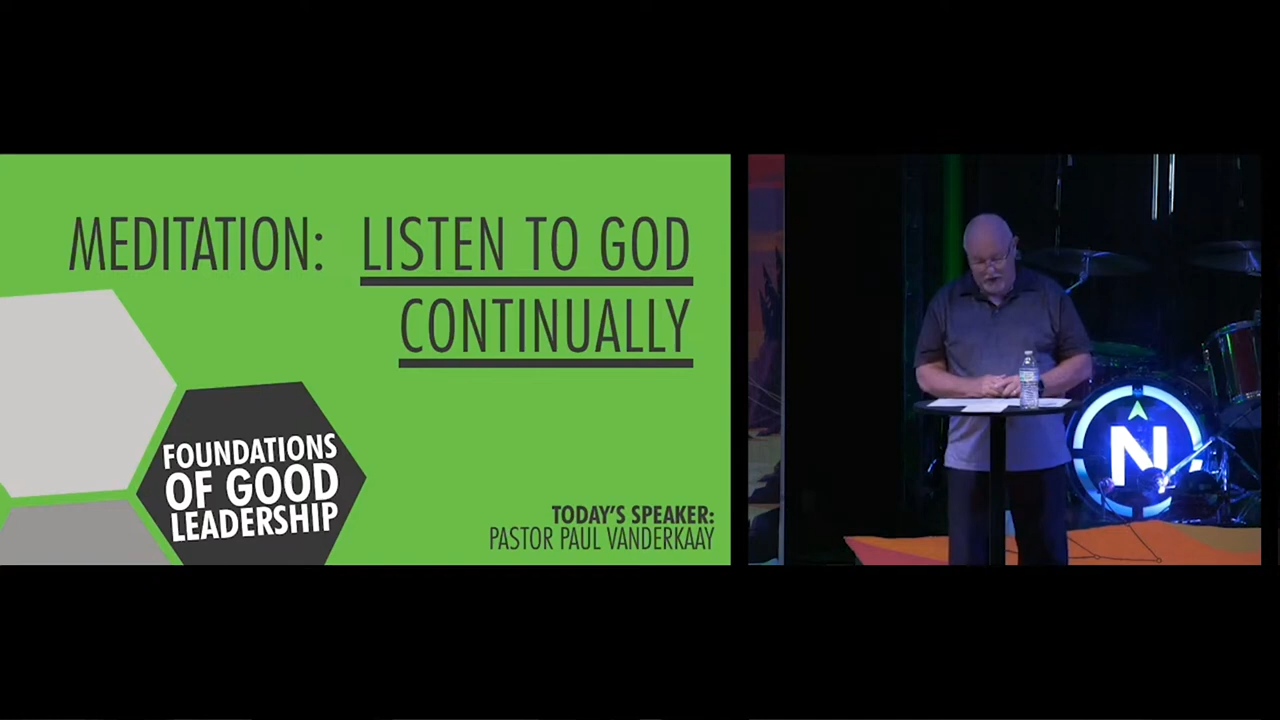 MEDITATION: LISTEN TO GOD
CONTINUALLY
FOUNDATIONS
OF GOOD
LEADERSHIP
TODAY'S SPEAKER:
PASTOR PAUL VANDERKAAY
N